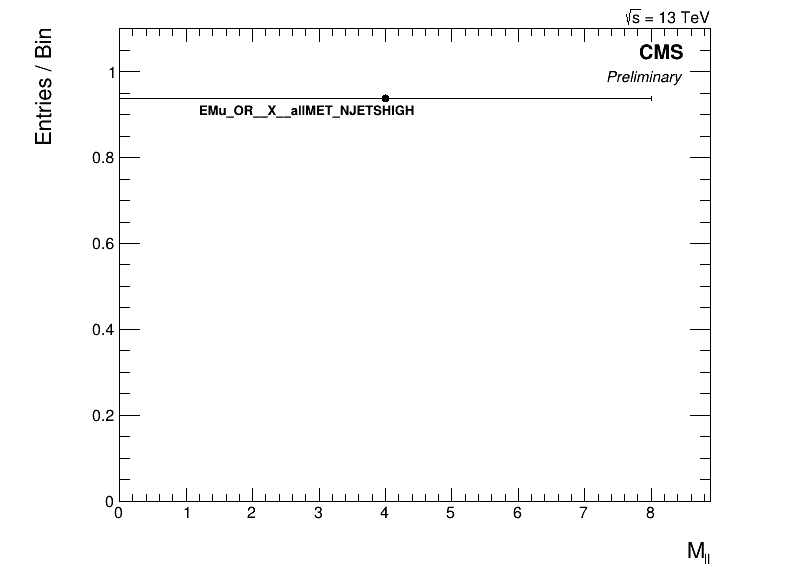 √s = 13 TeV
Entries / Bin
CMS
Preliminary
EMu_OR__X__allMET_NJETSHIGH
1
0.8
0.6
0.4
0.2
0
0 1 2 3 4 5 6 7 8
M_ll